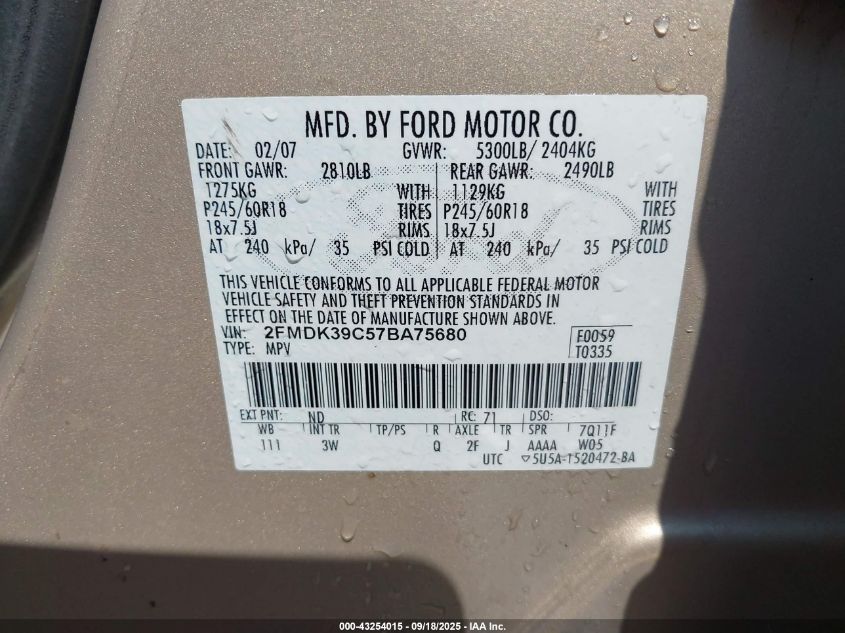 MFD. BY FORD MOTOR CO.
DATE: 02/07 GVWR: 5300LB/ 2404KG
FRONT GAWR: 2810LB REAR GAWR: 2490LB
1275KG WITH 1129KG WITH
P245/60R18 TIRES P245/60R18 TIRES
18x7.5J RIMS 18x7.5J RIMS
AT 240 kPa/ 35 PSI COLD AT 240 kPa/ 35 PSI COLD
THIS VEHICLE CONFORMS TO ALL APPLICABLE FEDERAL MOTOR
VEHICLE SAFETY AND THEFT PREVENTION STANDARDS IN
EFFECT ON THE DATE OF MANUFACTURE SHOWN ABOVE.
VIN: 2FMDK39C57BA75680 F0059
TYPE: MPV T0335
EXT PNT: ND RC: 71 DSO:
WB INT TR TP/PS R AXLE TR SPR 7Q11F
111 3W Q 2F J AAAA W05
UTC ▽5U5A-1520472-BA
000-43254015 - 09/18/2025 - IAA Inc.